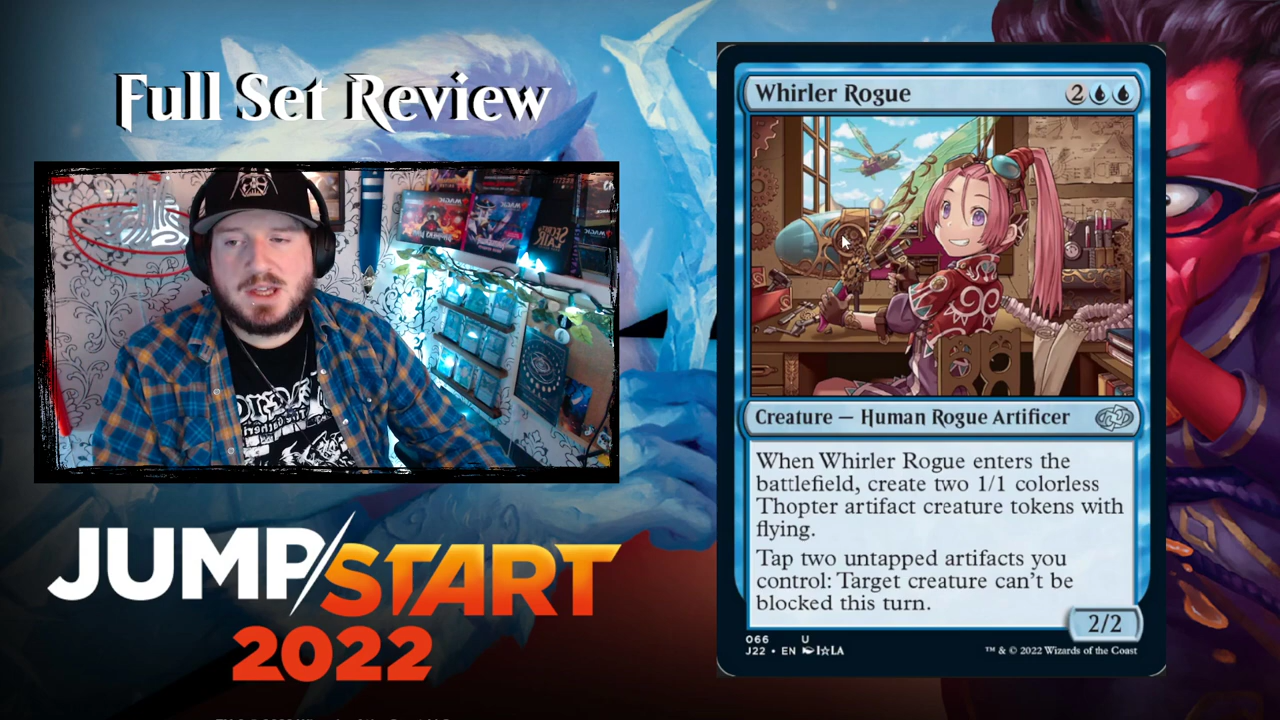 Full Set Review
JUMP/START
2022
Whirler Rogue
2
Creature — Human Rogue Artificer
When Whirler Rogue enters the
battlefield, create two 1/1 colorless
Thopter artifact creature tokens with
flying.
Tap two untapped artifacts you
control: Target creature can't be
blocked this turn.
2/2
066 U
J22 • EN I☆LA
™ & © 2022 Wizards of the Coast